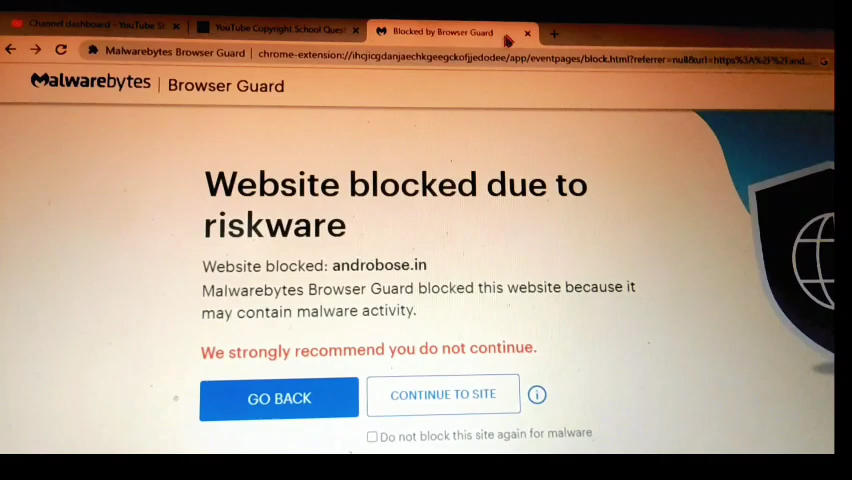 Channel dashboard - YouTube St
YouTube Copyright School Quest
Blocked by Browser Guard
Malwarebytes Browser Guard | chrome-extension://ihcjicgdanjaechkgeegckofjjedodee/app/eventpages/block.html?referrer=null&url=https%3A%2F%2Fand...
Malwarebytes | Browser Guard
Website blocked due to
riskware
Website blocked: androbose.in
Malwarebytes Browser Guard blocked this website because it
may contain malware activity.
We strongly recommend you do not continue.
GO BACK
CONTINUE TO SITE
Do not block this site again for malware